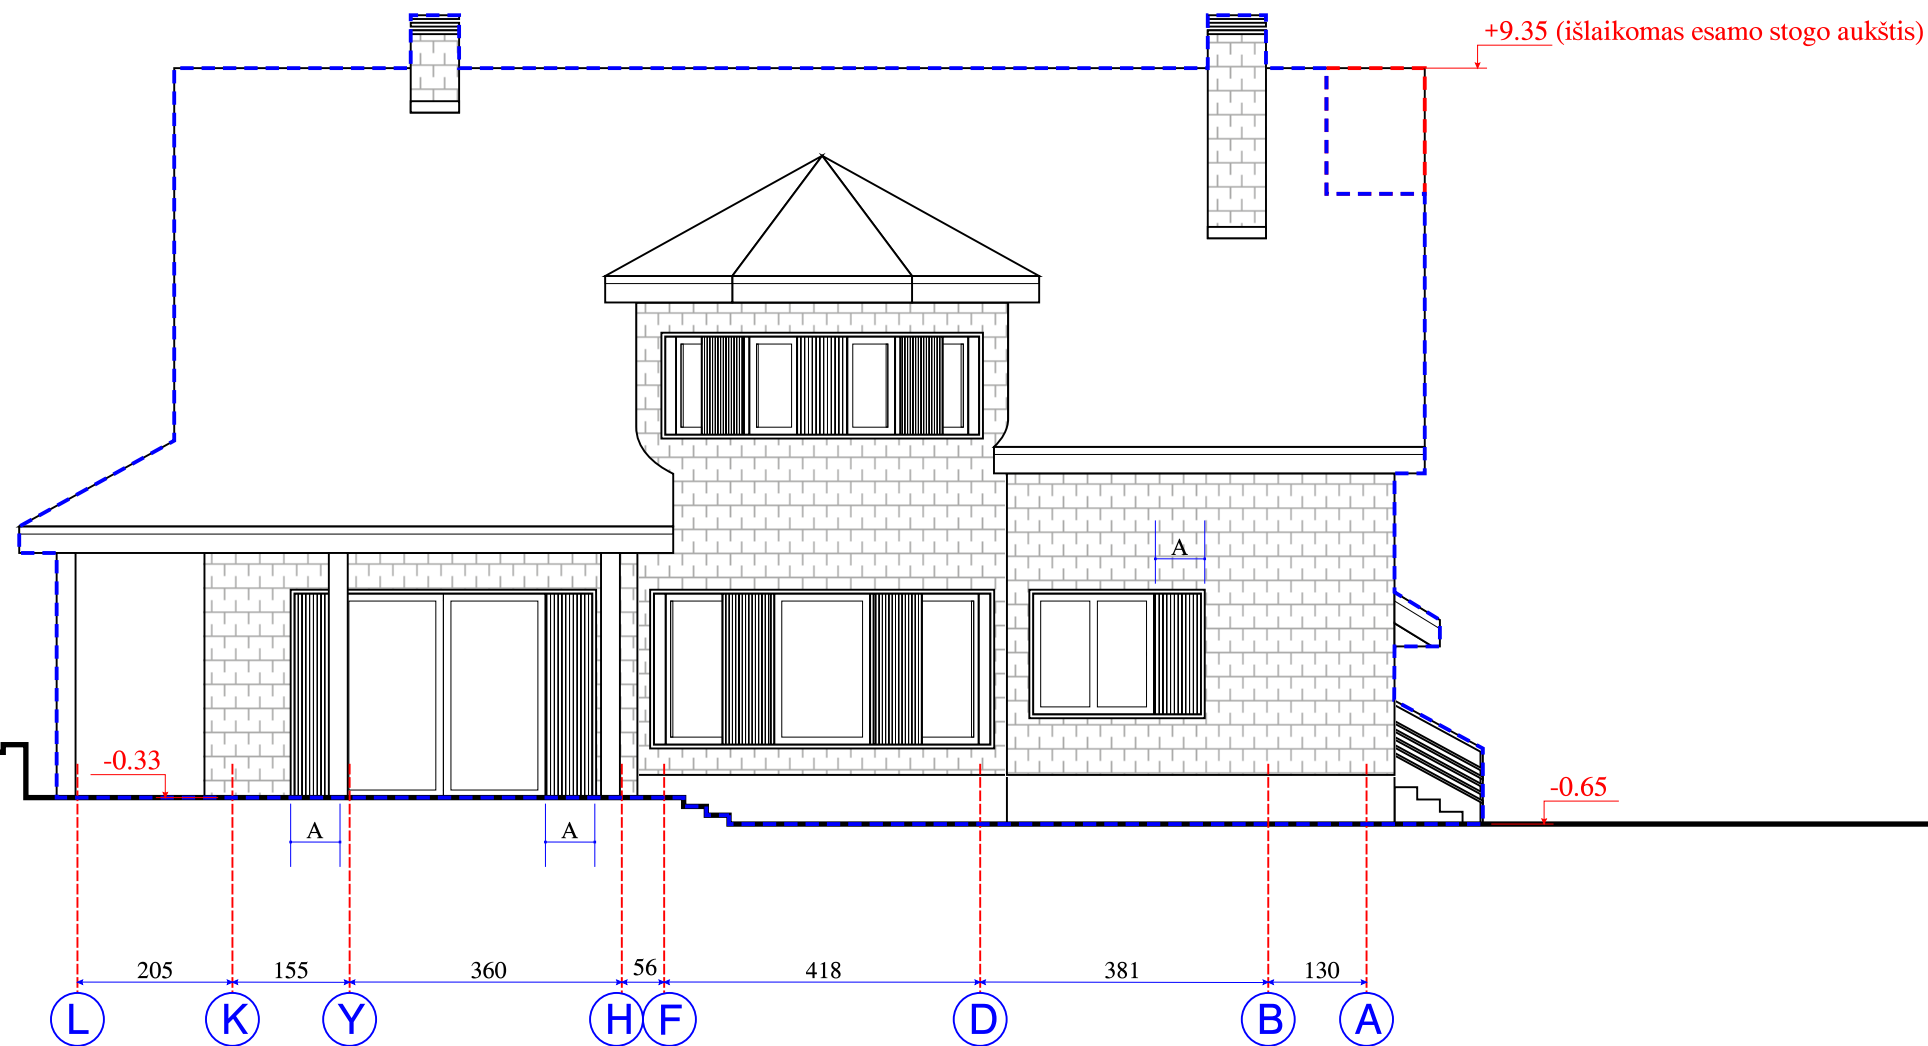 +9.35 (išlaikomas esamo stogo aukštis)
A
-0.33
-0.65
A A
205 155 360 56 418 381 130
L K Y H F D B A